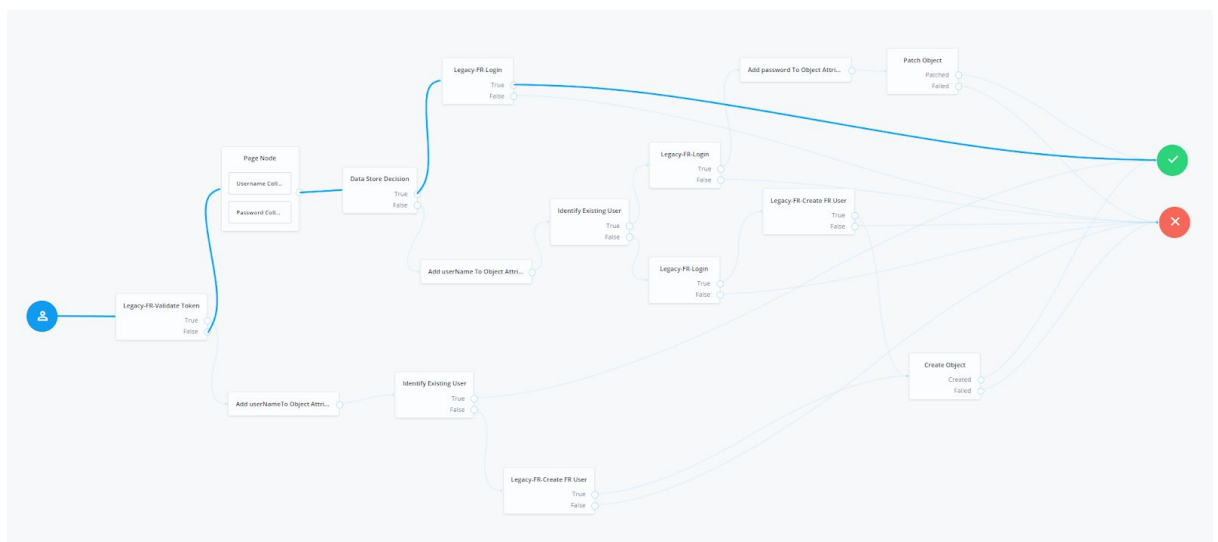 Legacy-FR-Login
True
False
Add password To Object Attri...
Patch Object
Patched
Failed
Page Node
Username Coll...
Password Coll...
Data Store Decision
True
False
Legacy-FR-Login
True
False
Identify Existing User
True
False
Legacy-FR-Create FR User
True
False
Add userName To Object Attri...
Legacy-FR-Login
True
False
Legacy-FR-Validate Token
True
False
Create Object
Created
Failed
Add userNameTo Object Attri...
Identify Existing User
True
False
Legacy-FR-Create FR User
True
False